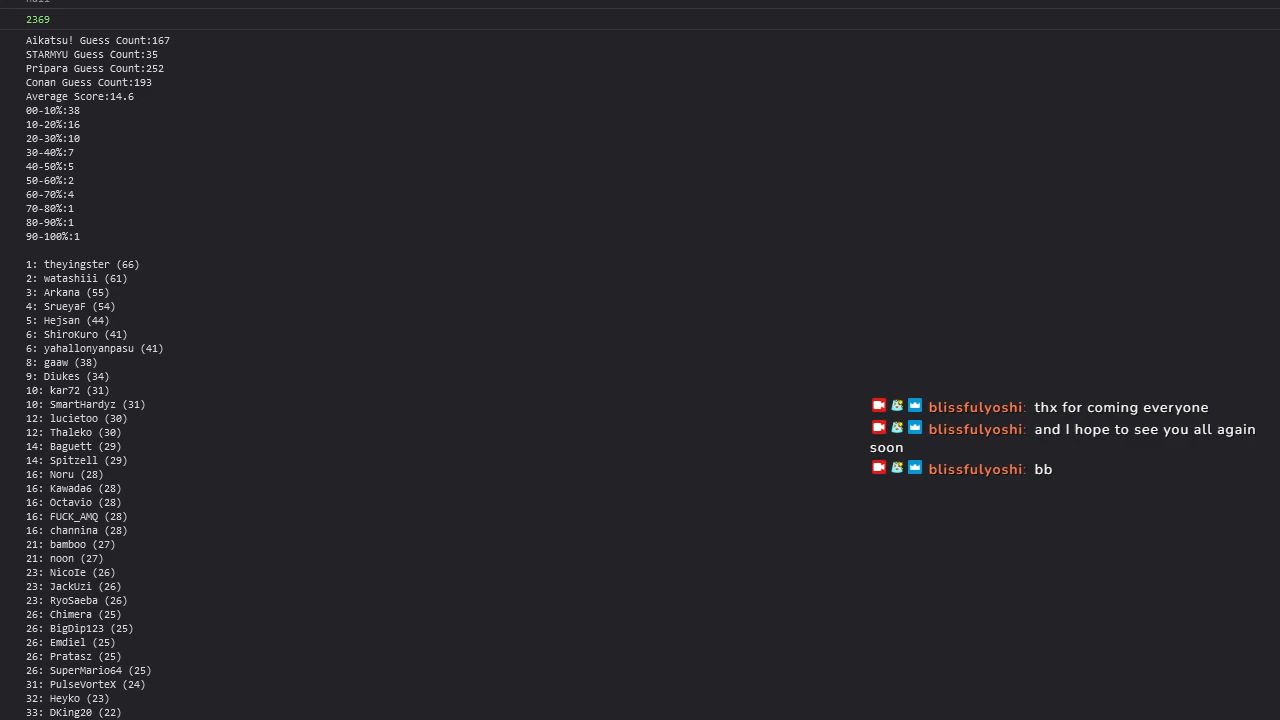 2369
Aikatsu! Guess Count:167
STARMYU Guess Count:35
Pripara Guess Count:252
Conan Guess Count:193
Average Score:14.6
00-10%:38
10-20%:16
20-30%:10
30-40%:7
40-50%:5
50-60%:2
60-70%:4
70-80%:1
80-90%:1
90-100%:1
1: theyingster (66)
2: watashiii (61)
3: Arkana (55)
4: SrueyaF (54)
5: Hejsan (44)
6: ShiroKuro (41)
6: yahallonyanpasu (41)
8: gaaw (38)
9: Diukes (34)
10: kar72 (31)
10: SmartHardyz (31)
12: lucietoo (30)
12: Thaleko (30)
14: Baguett (29)
14: Spitzell (29)
16: Noru (28)
16: Kawada6 (28)
16: Octavio (28)
16: FUCK_AMQ (28)
16: channina (28)
21: bamboo (27)
21: noon (27)
23: NicoIe (26)
23: JackUzi (26)
23: RyoSaeba (26)
26: Chimera (25)
26: BigDip123 (25)
26: Emdiel (25)
26: Pratasz (25)
26: SuperMario64 (25)
31: PulseVorteX (24)
32: Heyko (23)
33: DKing20 (22)
blissfulyoshi: thx for coming everyone
blissfulyoshi: and I hope to see you all again
soon
blissfulyoshi: bb